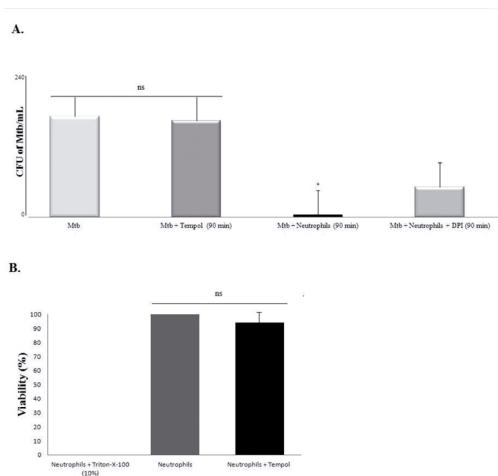 A.
ns
240
CFU of Mtb/mL
*
0
Mtb
Mtb + Tempol (90 min)
Mtb + Neutrophils (90 min)
Mtb + Neutrophils + DPI (90 min)
B.
ns
100
90
80
70
60
50
40
30
20
10
0
Viability (%)
Neutrophils + Triton-X-100
(10%)
Neutrophils
Neutrophils + Tempol